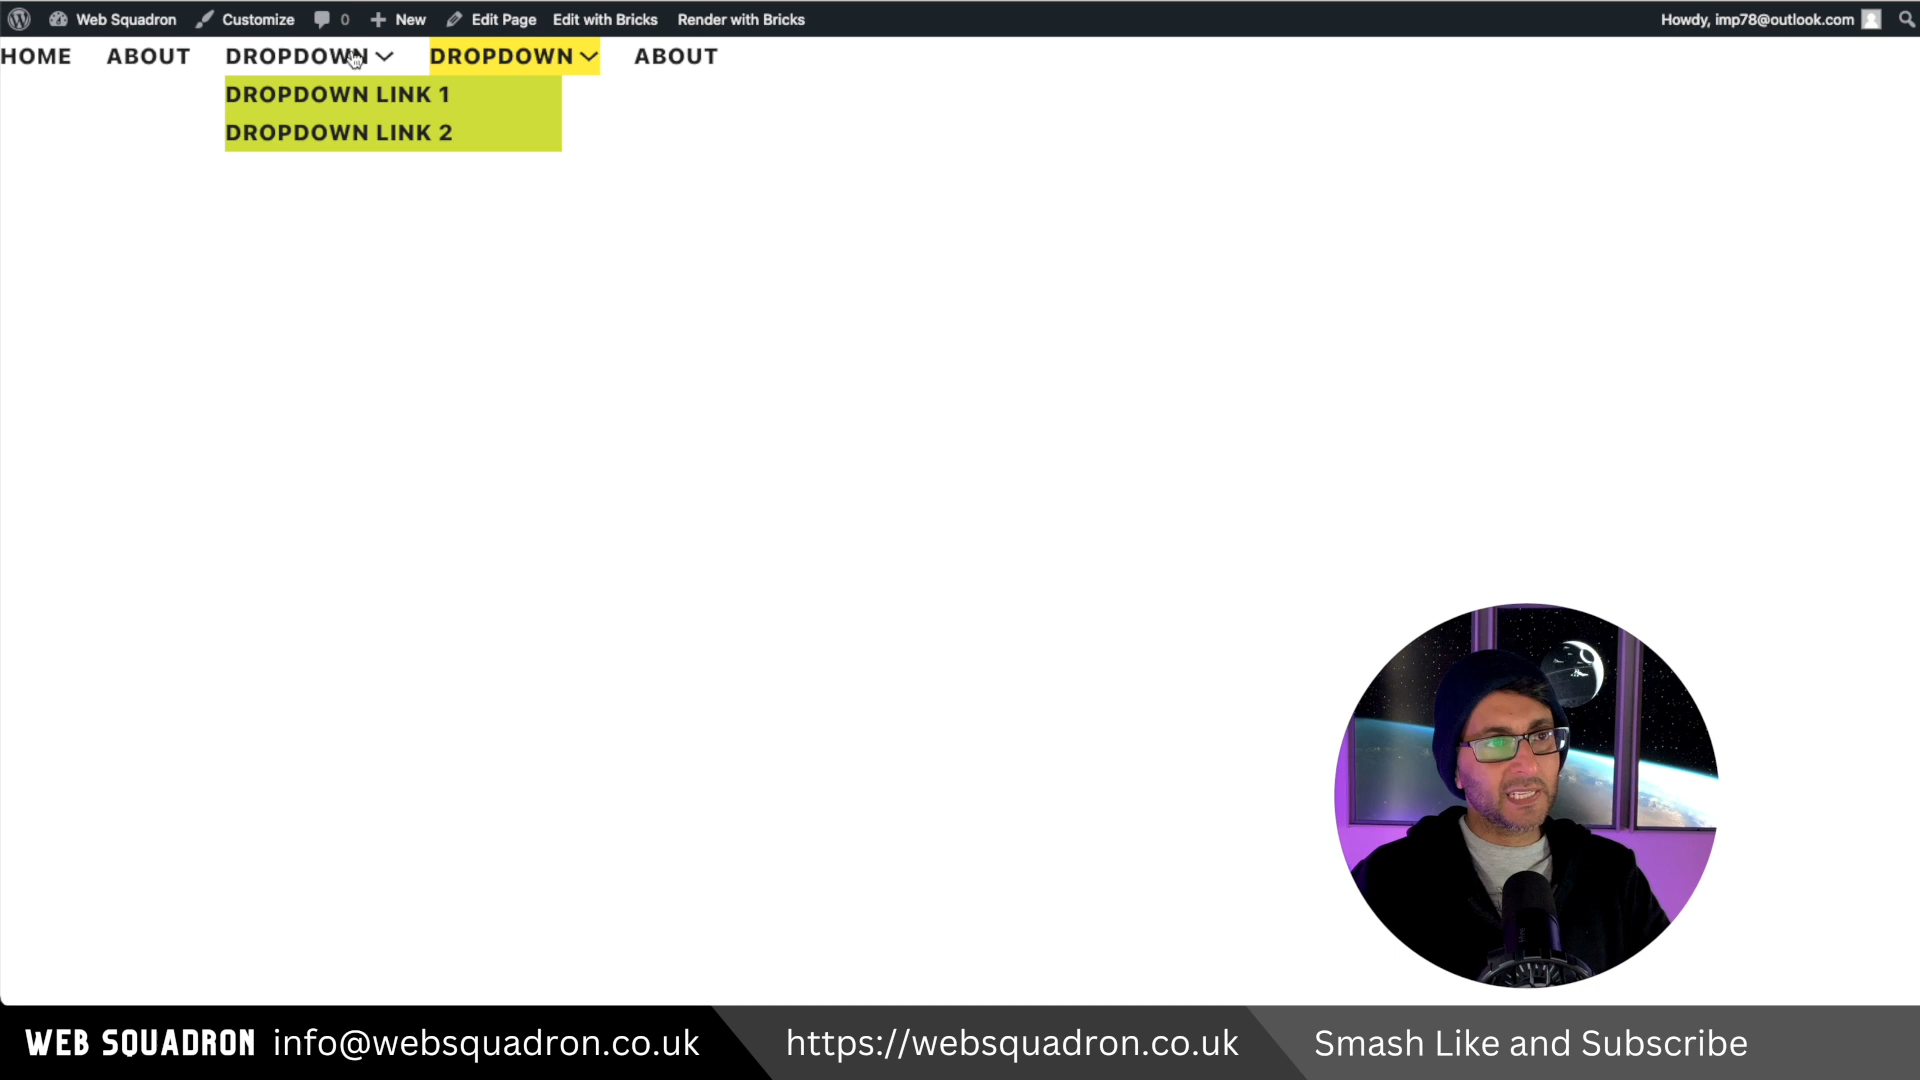 Web Squadron Customize 0 New Edit Page Edit with Bricks Render with Bricks Howdy, imp78@outlook.com
HOME ABOUT DROPDOWN DROPDOWN ABOUT
DROPDOWN LINK 1
DROPDOWN LINK 2
WEB SQUADRON info@websquadron.co.uk https://websquadron.co.uk Smash Like and Subscribe